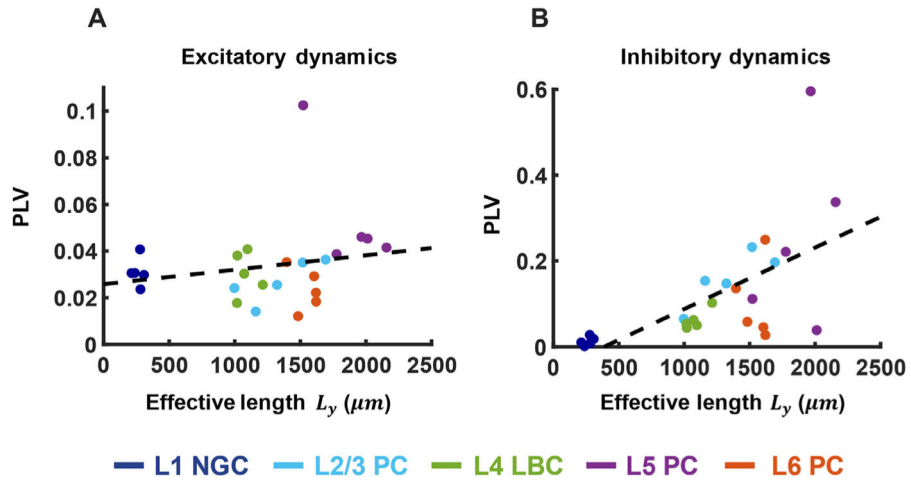 A
Excitatory dynamics
PLV
0.1
0.08
0.06
0.04
0.02
0
0 500 1000 1500 2000 2500
Effective length Ly (μm)
B
Inhibitory dynamics
PLV
0.6
0.4
0.2
0
0 500 1000 1500 2000 2500
Effective length Ly (μm)
L1 NGC L2/3 PC L4 LBC L5 PC L6 PC